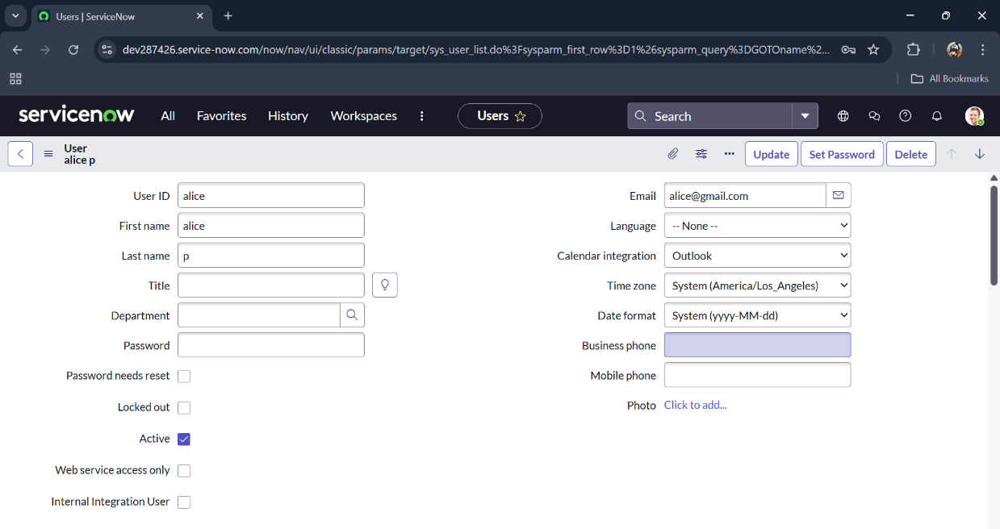 Users | ServiceNow
dev287426.service-now.com/now/nav/ui/classic/params/target/sys_user_list.do%3Fsysparm_first_row%3D1%26sysparm_query%3DGOTOname%2...
All Bookmarks
servicenow All Favorites History Workspaces Users Search
User
alice p
Update Set Password Delete
User ID alice
First name alice
Last name p
Title
Department
Password
Password needs reset
Locked out
Active
Web service access only
Internal Integration User
Email alice@gmail.com
Language -- None --
Calendar integration Outlook
Time zone System (America/Los_Angeles)
Date format System (yyyy-MM-dd)
Business phone
Mobile phone
Photo Click to add...